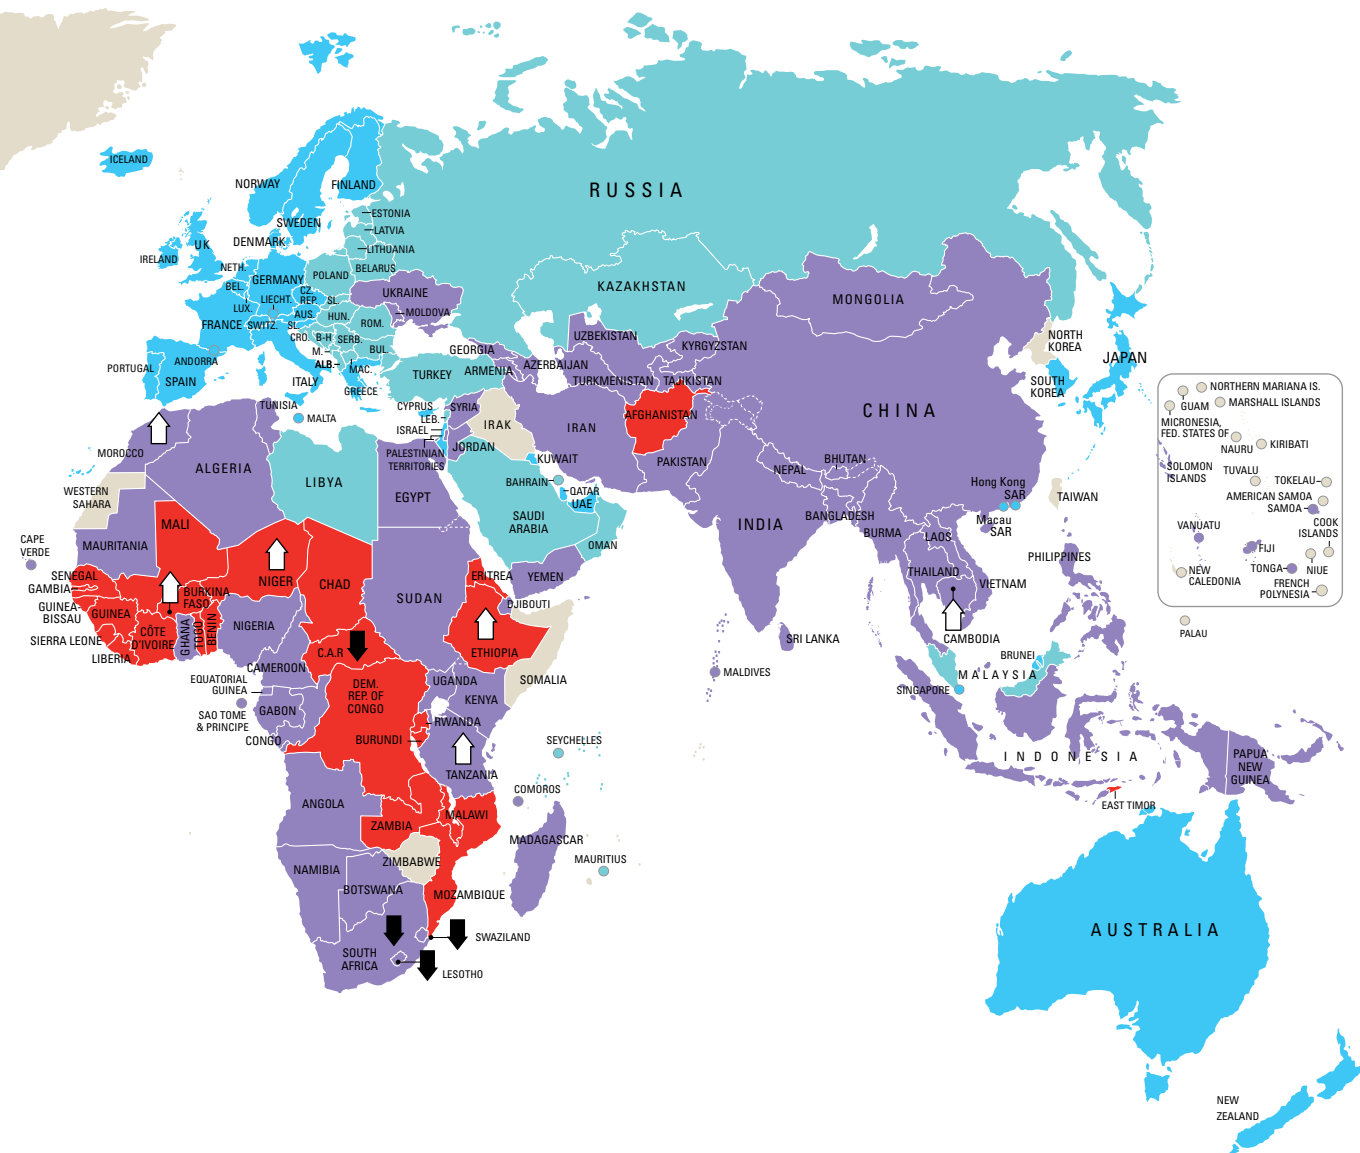 ICELAND
NORWAY
FINLAND
SWEDEN
DENMARK
UK
IRELAND
NETH.
BEL.
LUX.
GERMANY
LIECHT.
CZ.
REP.
SL.
AUS.
FRANCE
SWITZ.
SL.
CRO.
B-H
HUN.
SERB.
ROM.
BUL.
M.
ALB.
MAC.
GREECE
ITALY
ANDORRA
PORTUGAL
SPAIN
MALTA
ESTONIA
LATVIA
LITHUANIA
BELARUS
POLAND
UKRAINE
MOLDOVA
RUSSIA
KAZAKHSTAN
MONGOLIA
UZBEKISTAN
KYRGYZSTAN
GEORGIA
ARMENIA
AZERBAIJAN
TURKMENISTAN
TAJIKISTAN
TURKEY
CYPRUS
SYRIA
LEB.
ISRAEL
PALESTINIAN
TERRITORIES
JORDAN
IRAK
IRAN
AFGHANISTAN
PAKISTAN
KUWAIT
BAHRAIN
QATAR
UAE
SAUDI
ARABIA
OMAN
YEMEN
CHINA
NORTH
KOREA
SOUTH
KOREA
JAPAN
NEPAL
BHUTAN
INDIA
BANGLADESH
BURMA
LAOS
THAILAND
VIETNAM
CAMBODIA
Hong Kong
SAR
Macau
SAR
TAIWAN
PHILIPPINES
SRI LANKA
MALDIVES
BRUNEI
MALAYSIA
SINGAPORE
INDONESIA
EAST TIMOR
PAPUA
NEW
GUINEA
AUSTRALIA
NEW
ZEALAND
NORTHERN MARIANA IS.
GUAM
MARSHALL ISLANDS
MICRONESIA,
FED. STATES OF
NAURU
KIRIBATI
SOLOMON
ISLANDS
TUVALU
TOKELAU
AMERICAN SAMOA
SAMOA
VANUATU
COOK
ISLANDS
FIJI
TONGA
NIUE
NEW
CALEDONIA
FRENCH
POLYNESIA
PALAU
TUNISIA
MOROCCO
ALGERIA
LIBYA
EGYPT
WESTERN
SAHARA
MAURITANIA
MALI
NIGER
CHAD
SUDAN
ERITREA
DJIBOUTI
ETHIOPIA
SOMALIA
CAPE
VERDE
SENEGAL
GAMBIA
GUINEA-
BISSAU
GUINEA
SIERRA LEONE
LIBERIA
CÔTE
D'IVOIRE
BURKINA
FASO
GHANA
TOGO
BENIN
NIGERIA
CAMEROON
C.A.R
EQUATORIAL
GUINEA
SAO TOME
& PRINCIPE
GABON
CONGO
DEM.
REP. OF
CONGO
UGANDA
KENYA
RWANDA
BURUNDI
TANZANIA
SEYCHELLES
COMOROS
ANGOLA
ZAMBIA
MALAWI
MADAGASCAR
MAURITIUS
ZIMBABWE
NAMIBIA
BOTSWANA
MOZAMBIQUE
SWAZILAND
SOUTH
AFRICA
LESOTHO